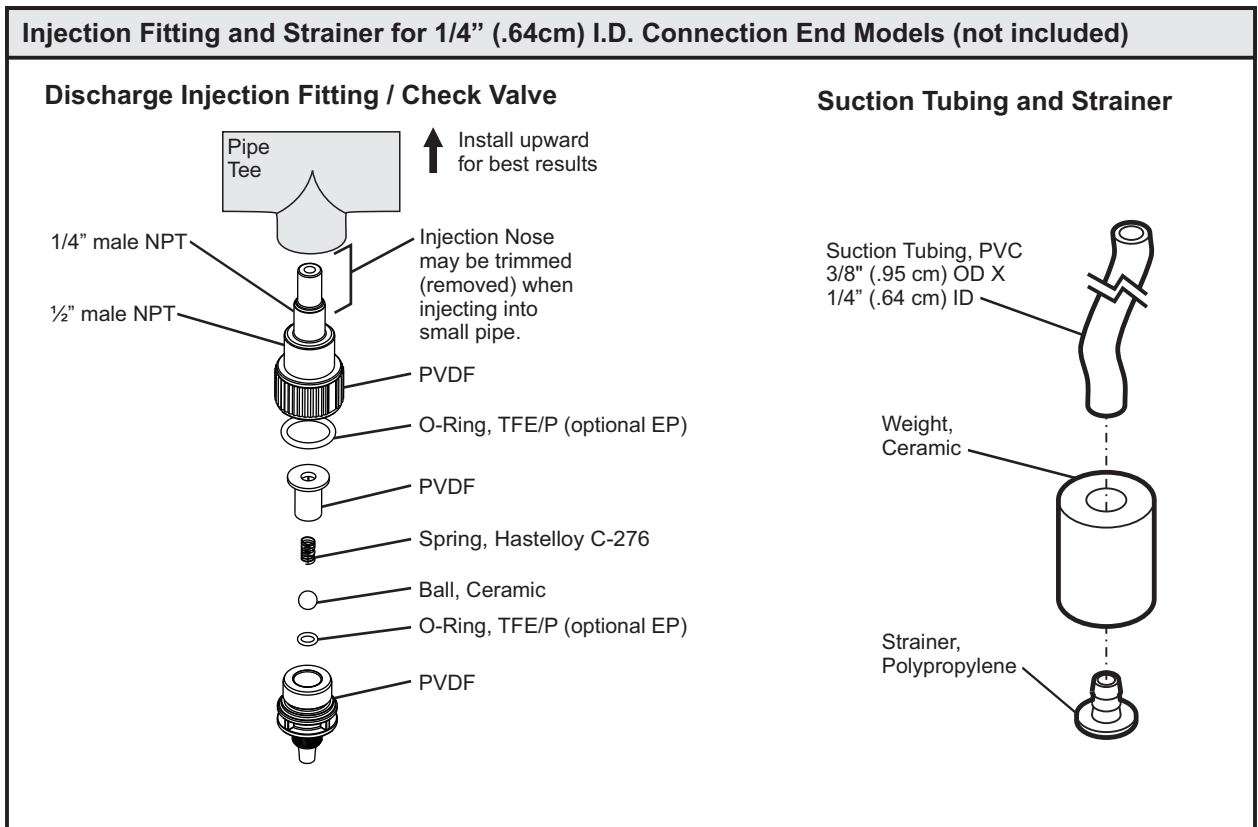 Injection Fitting and Strainer for 1/4” (.64cm) I.D. Connection End Models (not included)
Discharge Injection Fitting / Check Valve
Pipe
Tee
Install upward
for best results
1/4” male NPT
½” male NPT
Injection Nose
may be trimmed
(removed) when
injecting into
small pipe.
PVDF
O-Ring, TFE/P (optional EP)
PVDF
Spring, Hastelloy C-276
Ball, Ceramic
O-Ring, TFE/P (optional EP)
PVDF
Suction Tubing and Strainer
Suction Tubing, PVC
3/8" (.95 cm) OD X
1/4” (.64 cm) ID
Weight,
Ceramic
Strainer,
Polypropylene